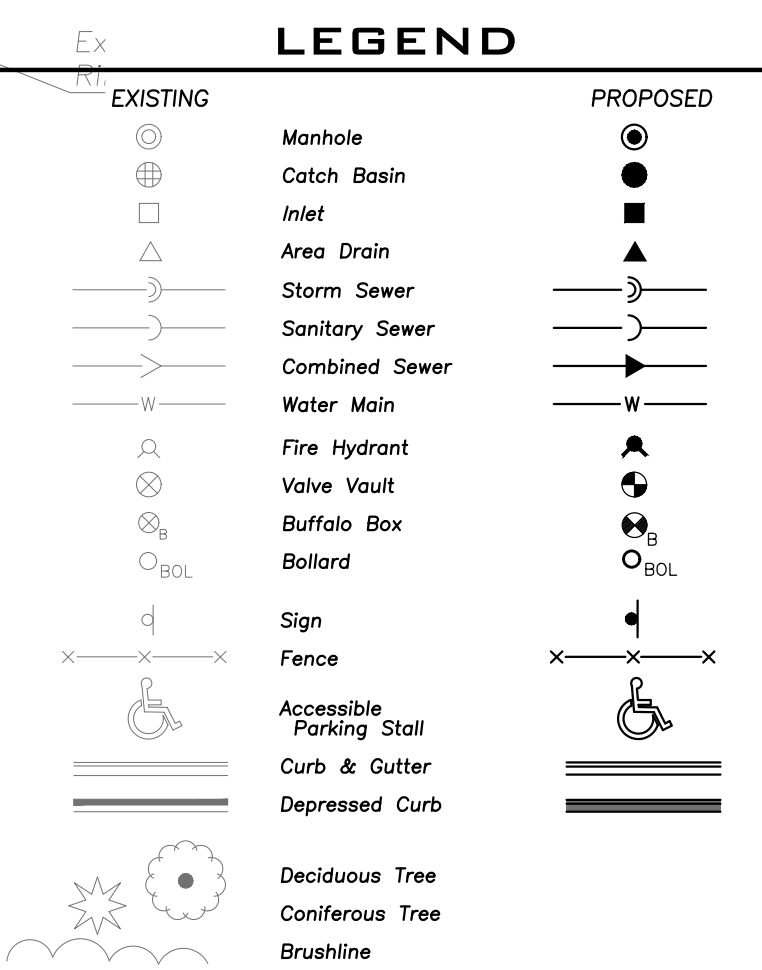 Ex
LEGEND
Ri
EXISTING PROPOSED
Manhole
Catch Basin
Inlet
Area Drain
Storm Sewer
Sanitary Sewer
Combined Sewer
W Water Main W
Fire Hydrant
Valve Vault
B Buffalo Box B
BOL Bollard BOL
Sign
Fence
Accessible
Parking Stall
Curb & Gutter
Depressed Curb
Deciduous Tree
Coniferous Tree
Brushline